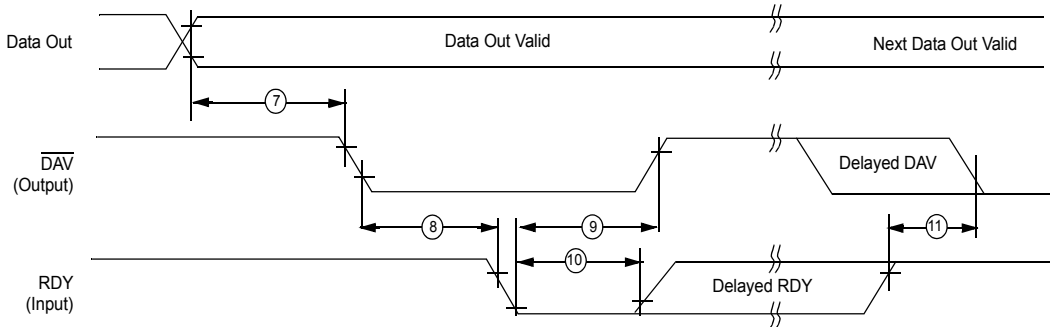 Data Out
Data Out Valid
Next Data Out Valid
7
DAV
(Output)
Delayed DAV
8
9
11
10
RDY
(Input)
Delayed RDY